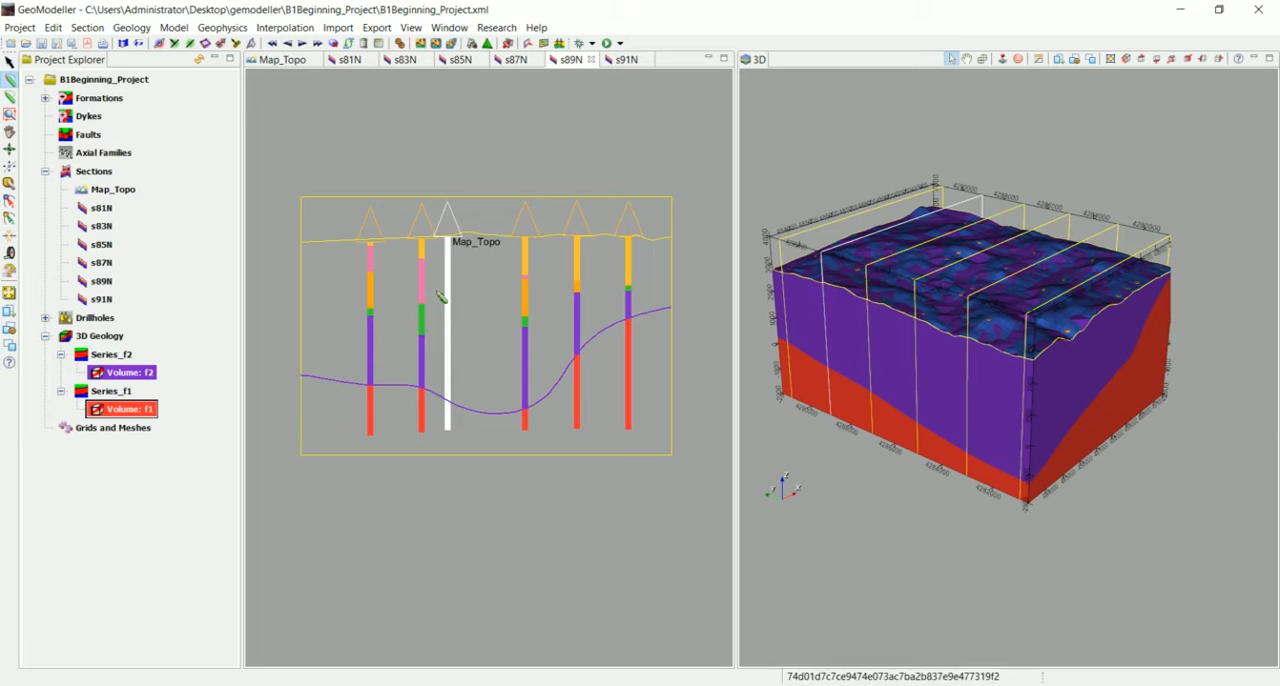 GeoModeller - C:\Users\Administrator\Desktop\gemodeller\B1Beginning_Project\B1Beginning_Project.xml
Project Edit Section Geology Model Geophysics Interpolations Import Export View Window Research Help
Project Explorer
B1Beginning_Project
Formations
Dykes
Faults
Axial Families
Sections
Map_Topo
s81N
s83N
s85N
s87N
s89N
s91N
Drillholes
3D Geology
Series_f2
Volume: f2
Series_f1
Volume: f1
Grids and Meshes
Map_Topo s81N s83N s85N s87N s89N s91N
Map_Topo
3D
74d01d7c7ce9474e073ac7ba2b837e9e477319f2